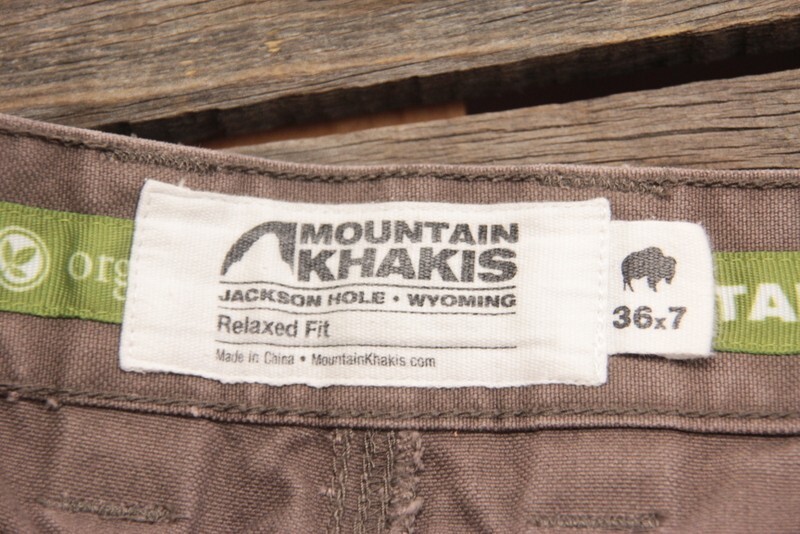 MOUNTAIN
KHAKIS
JACKSON HOLE • WYOMING
Relaxed Fit
Made in China • MountainKhakis.com
36x7